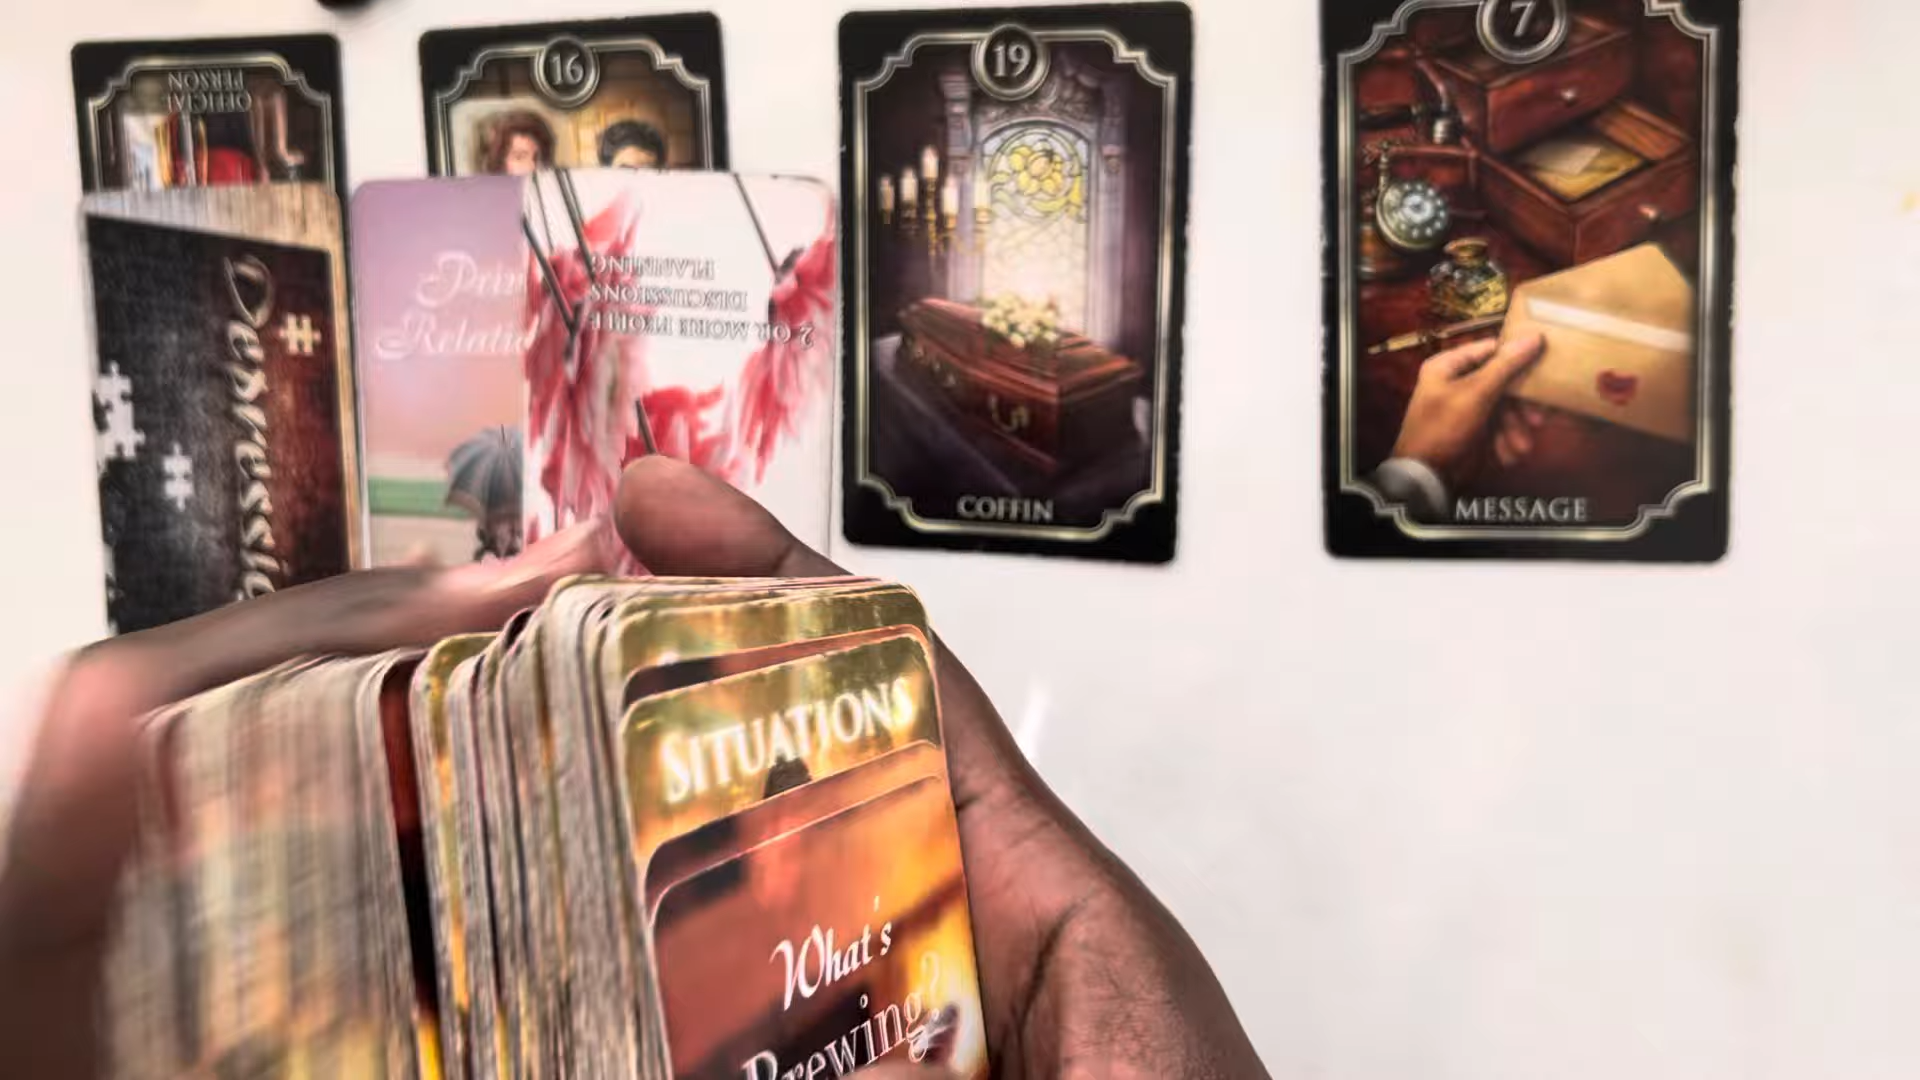 OFFICIAL
PERSON
16
19
7
2 OR MORE PEOPLE
DISCUSSIONS
PLANNING
COFFIN
MESSAGE
SITUATIONS
What's
Brewing?